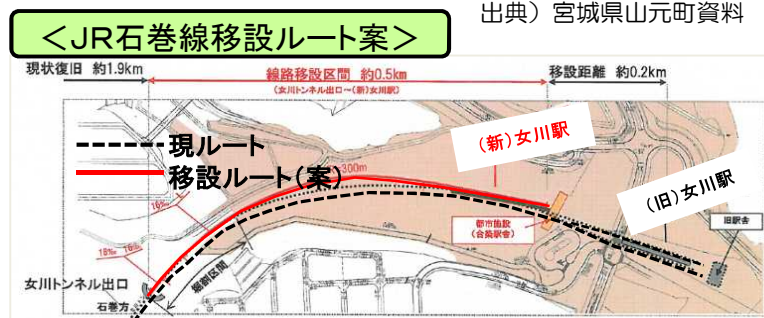 出典）宮城県山元町資料
＜JR石巻線移設ルート案＞
現状復旧 約1.9km
線路移設区間 約0.5km
(女川トンネル出口～(新)女川駅)
移設距離 約0.2km
現ルート
移設ルート(案)
300m
(新)女川駅
(旧)女川駅
都市施設
(合築駅舎)
旧駅舎
16‰
18‰
女川トンネル出口
石巻方